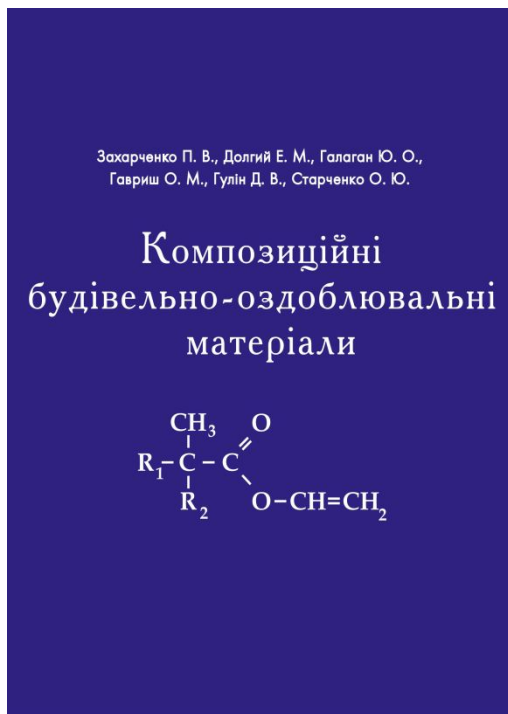 Захарченко П. В., Долгий Е. М., Галаган Ю. О.,
Гавриш О. М., Гулін Д. В., Старченко О. Ю.
Композиційні
будівельно-оздоблювальні
матеріали
CH₃ O
R₁–C–C
R₂ O–CH=CH₂